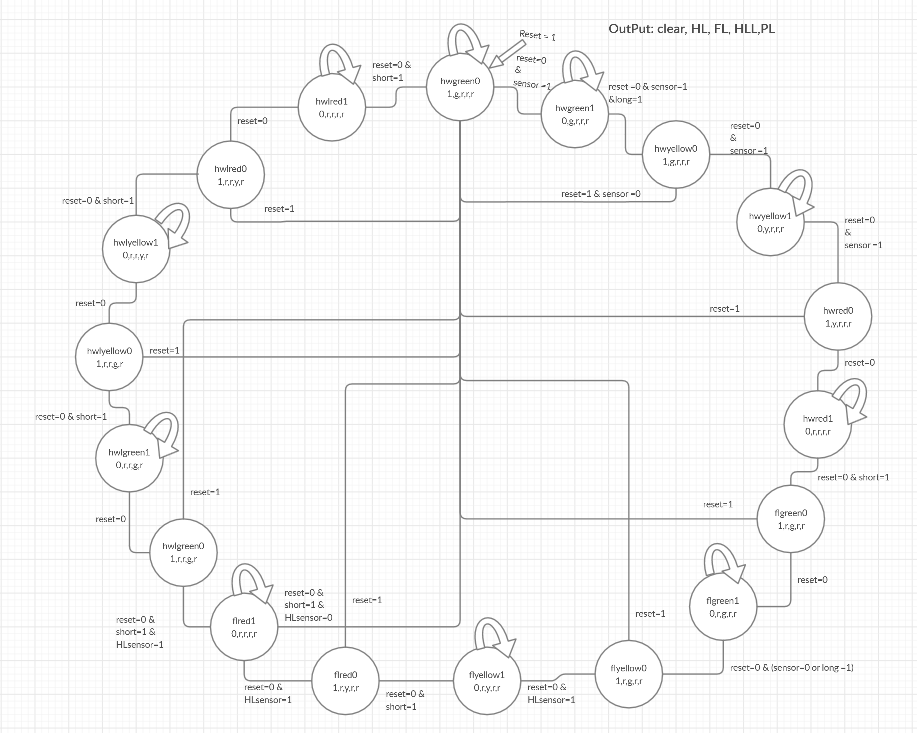 OutPut: clear, HL, FL, HLL,PL
Reset = 1
reset=0 &
short=1
hwgreen0
1,g,r,r,r
reset=0
&
sensor =1
hwlred1
0,r,r,r,r
hwgreen1
0,g,r,r,r
reset =0 & sensor=1
&long=1
reset=0
hwyellow0
1,g,r,r,r
reset=0
&
sensor =1
hwlred0
1,r,r,y,r
reset=0 & short=1
reset=1
reset=1 & sensor =0
hwyellow1
0,y,r,r,r
reset=0
&
sensor =1
hwlyellow1
0,r,r,y,r
reset=0
reset=1
hwred0
1,y,r,r,r
hwlyellow0
1,r,r,g,r
reset=1
reset=0
reset=0 & short=1
hwred1
0,r,r,r,r
hwlgreen1
0,r,r,g,r
reset=0 & short=1
reset=1
reset=1
reset=0
flgreen0
1,r,g,r,r
hwlgreen0
1,r,r,g,r
reset=0
reset=0 &
short=1 &
HLsensor=1
flred1
0,r,r,r,r
reset=0 &
short=1 &
HLsensor=0
reset=1
reset=1
flgreen1
0,r,g,r,r
reset=0 & (sensor=0 or long =1)
reset=0 &
HLsensor=1
flred0
1,r,y,r,r
reset=0 &
short=1
flyellow1
0,r,y,r,r
reset=0 &
HLsensor=1
flyellow0
1,r,g,r,r